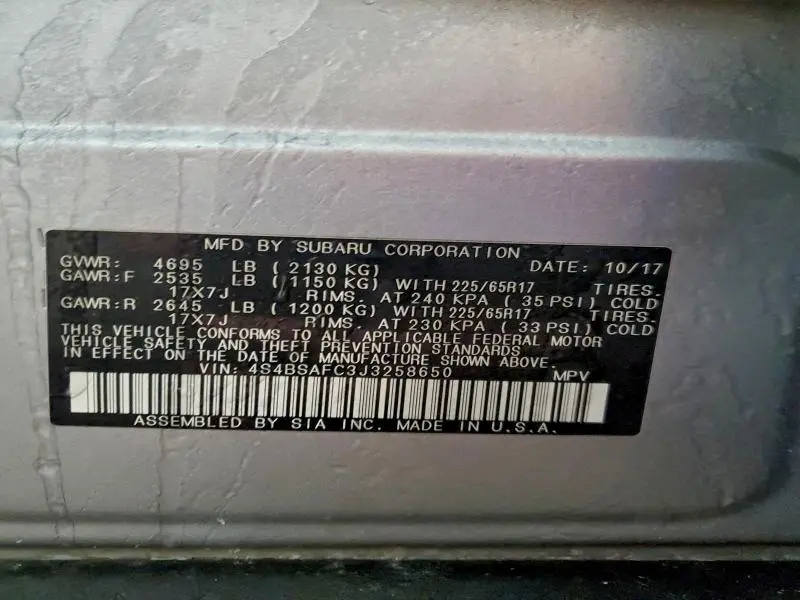 MFD BY SUBARU CORPORATION
GVWR: 4695 LB ( 2130 KG) DATE: 10/17
GAWR:F 2535 LB ( 1150 KG) WITH 225/65R17 TIRES.
17X7J RIMS. AT 240 KPA ( 35 PSI) COLD
GAWR:R 2645 LB ( 1200 KG) WITH 225/65R17 TIRES.
17X7J RIMS. AT 230 KPA ( 33 PSI) COLD
THIS VEHICLE CONFORMS TO ALL APPLICABLE FEDERAL MOTOR
VEHICLE SAFETY AND THEFT PREVENTION STANDARDS
IN EFFECT ON THE DATE OF MANUFACTURE SHOWN ABOVE.
VIN: 4S4BSAFC3J3258650 MPV
ASSEMBLED BY SIA INC. MADE IN U.S.A.